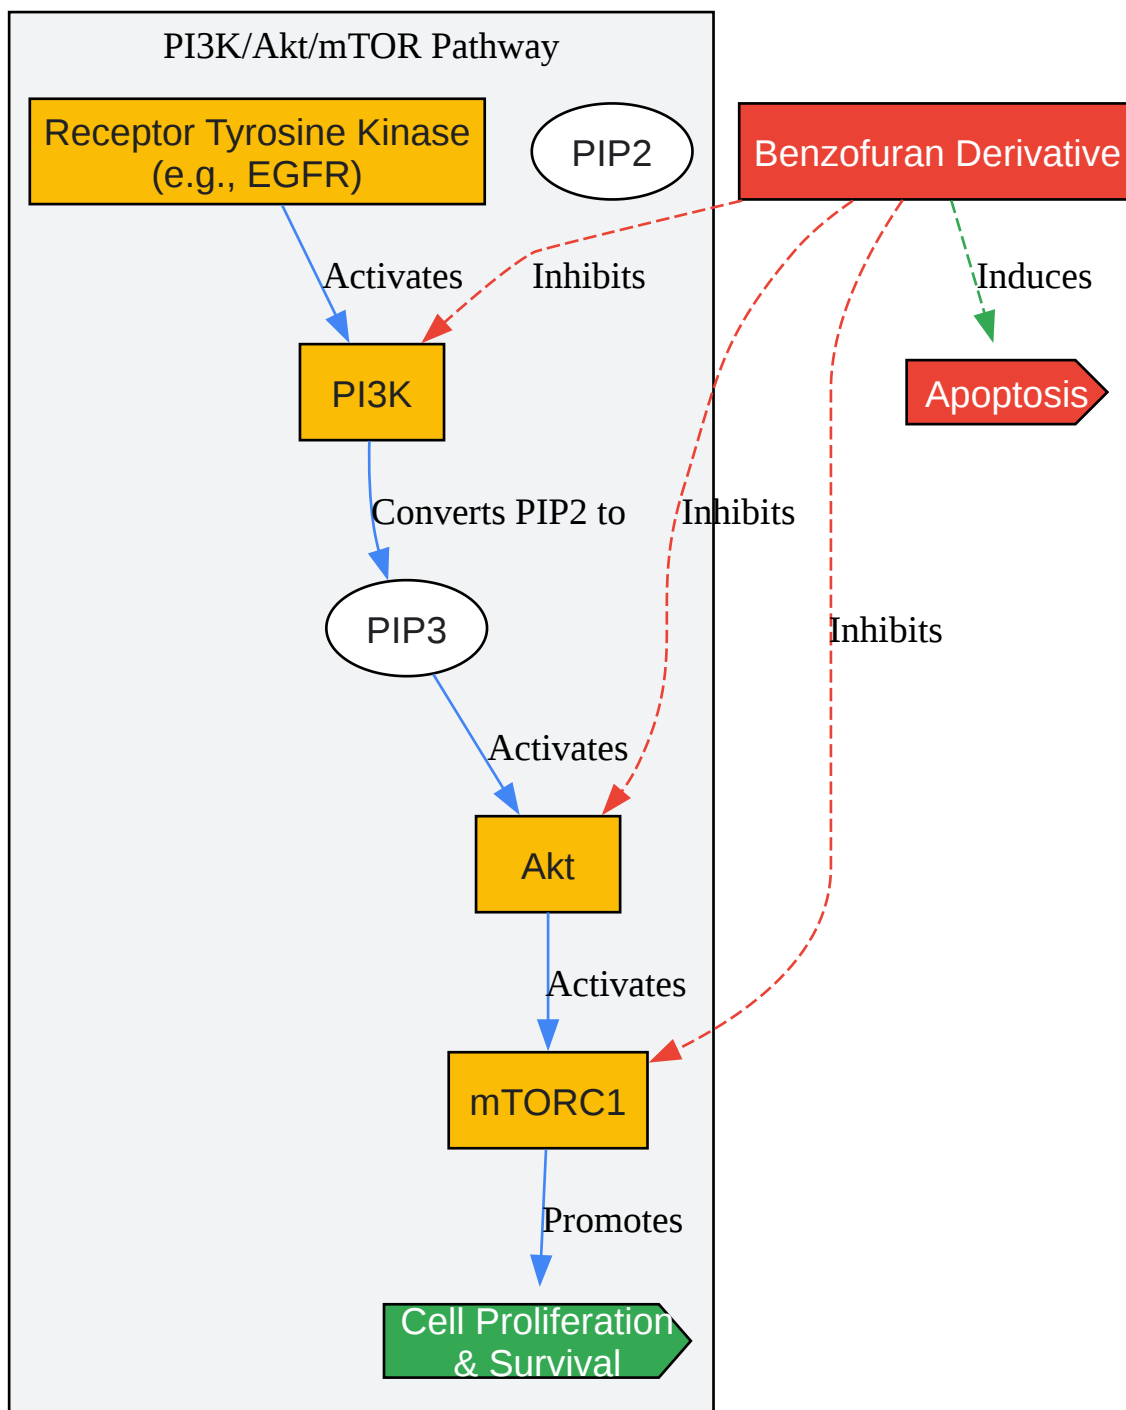 PI3K/Akt/mTOR Pathway
Receptor Tyrosine Kinase
(e.g., EGFR)
PIP2
Benzofuran Derivative
Activates
Inhibits
Induces
PI3K
Apoptosis
Converts PIP2 to
Inhibits
PIP3
Inhibits
Activates
Akt
Activates
mTORC1
Promotes
Cell Proliferation
& Survival